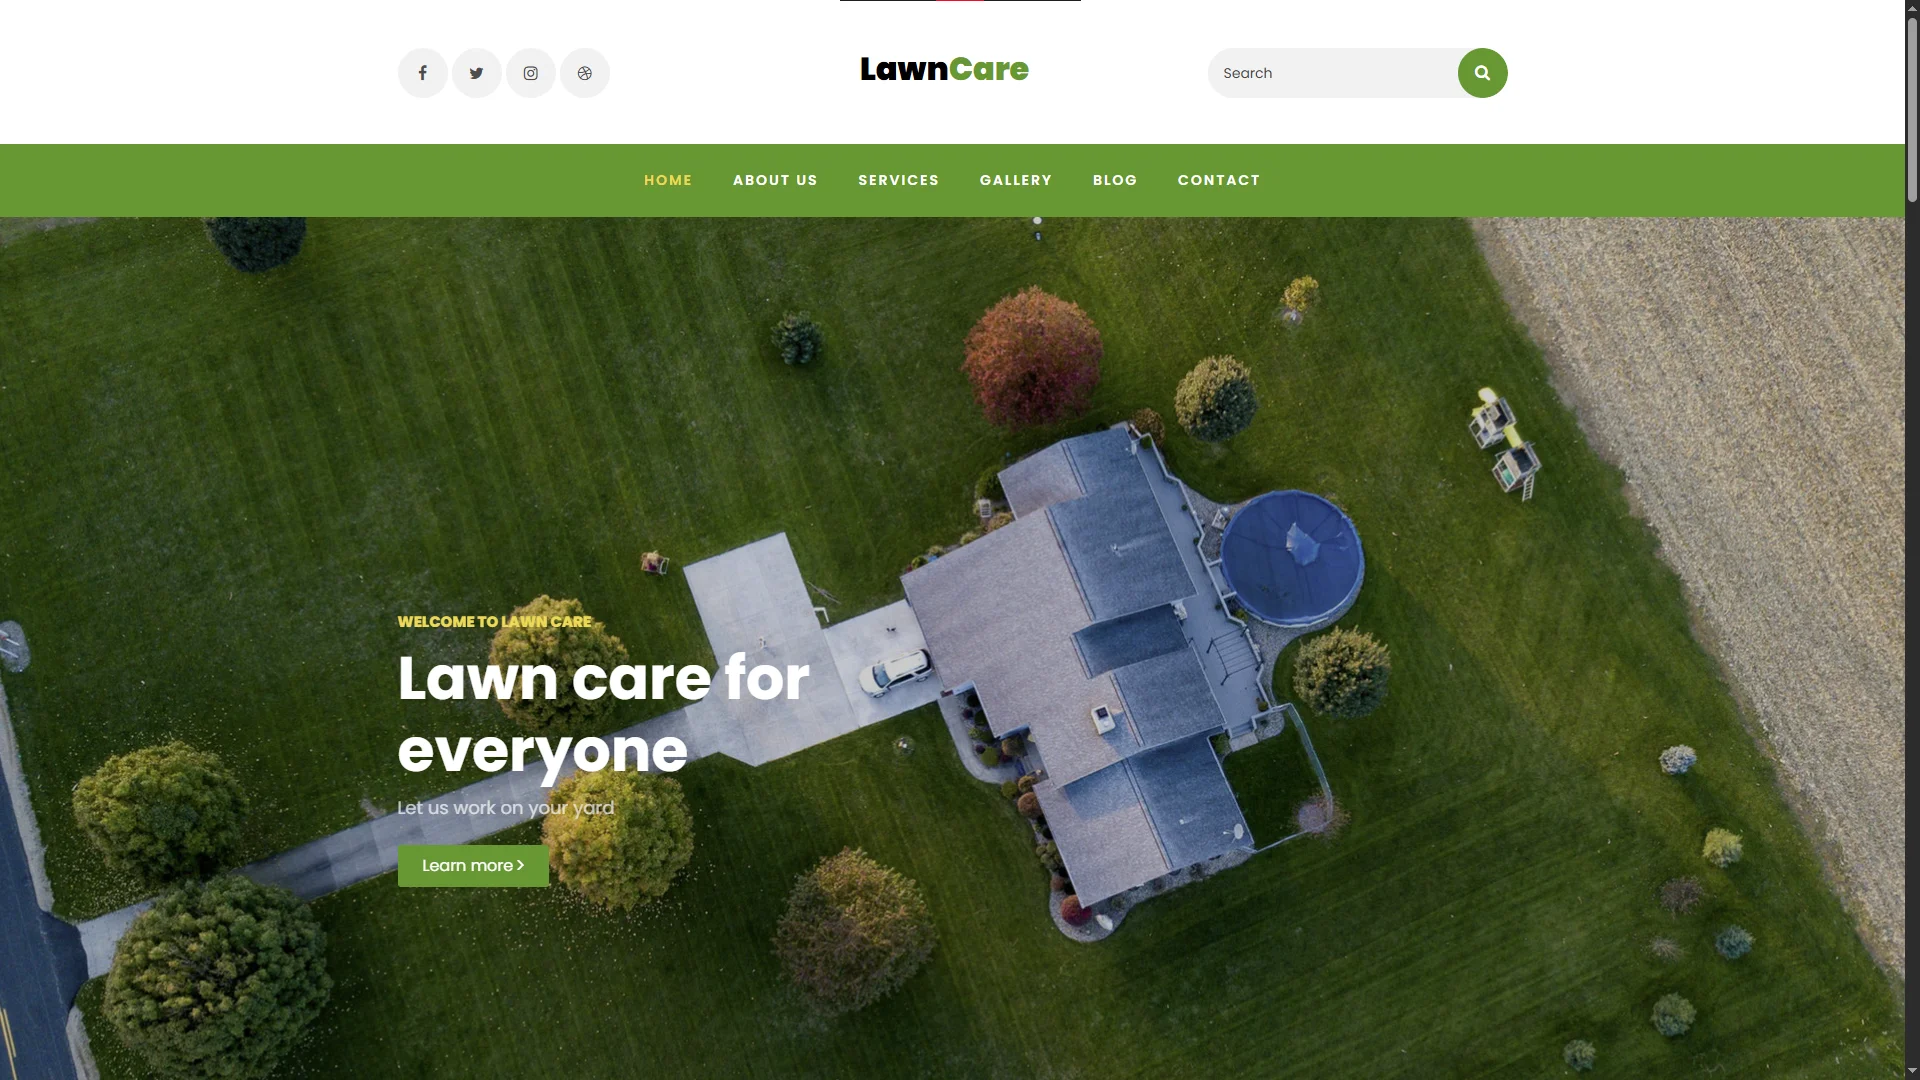 LawnCare
Search
HOME ABOUT US SERVICES GALLERY BLOG CONTACT
WELCOME TO LAWN CARE
Lawn care for
everyone
Let us work on your yard
Learn more